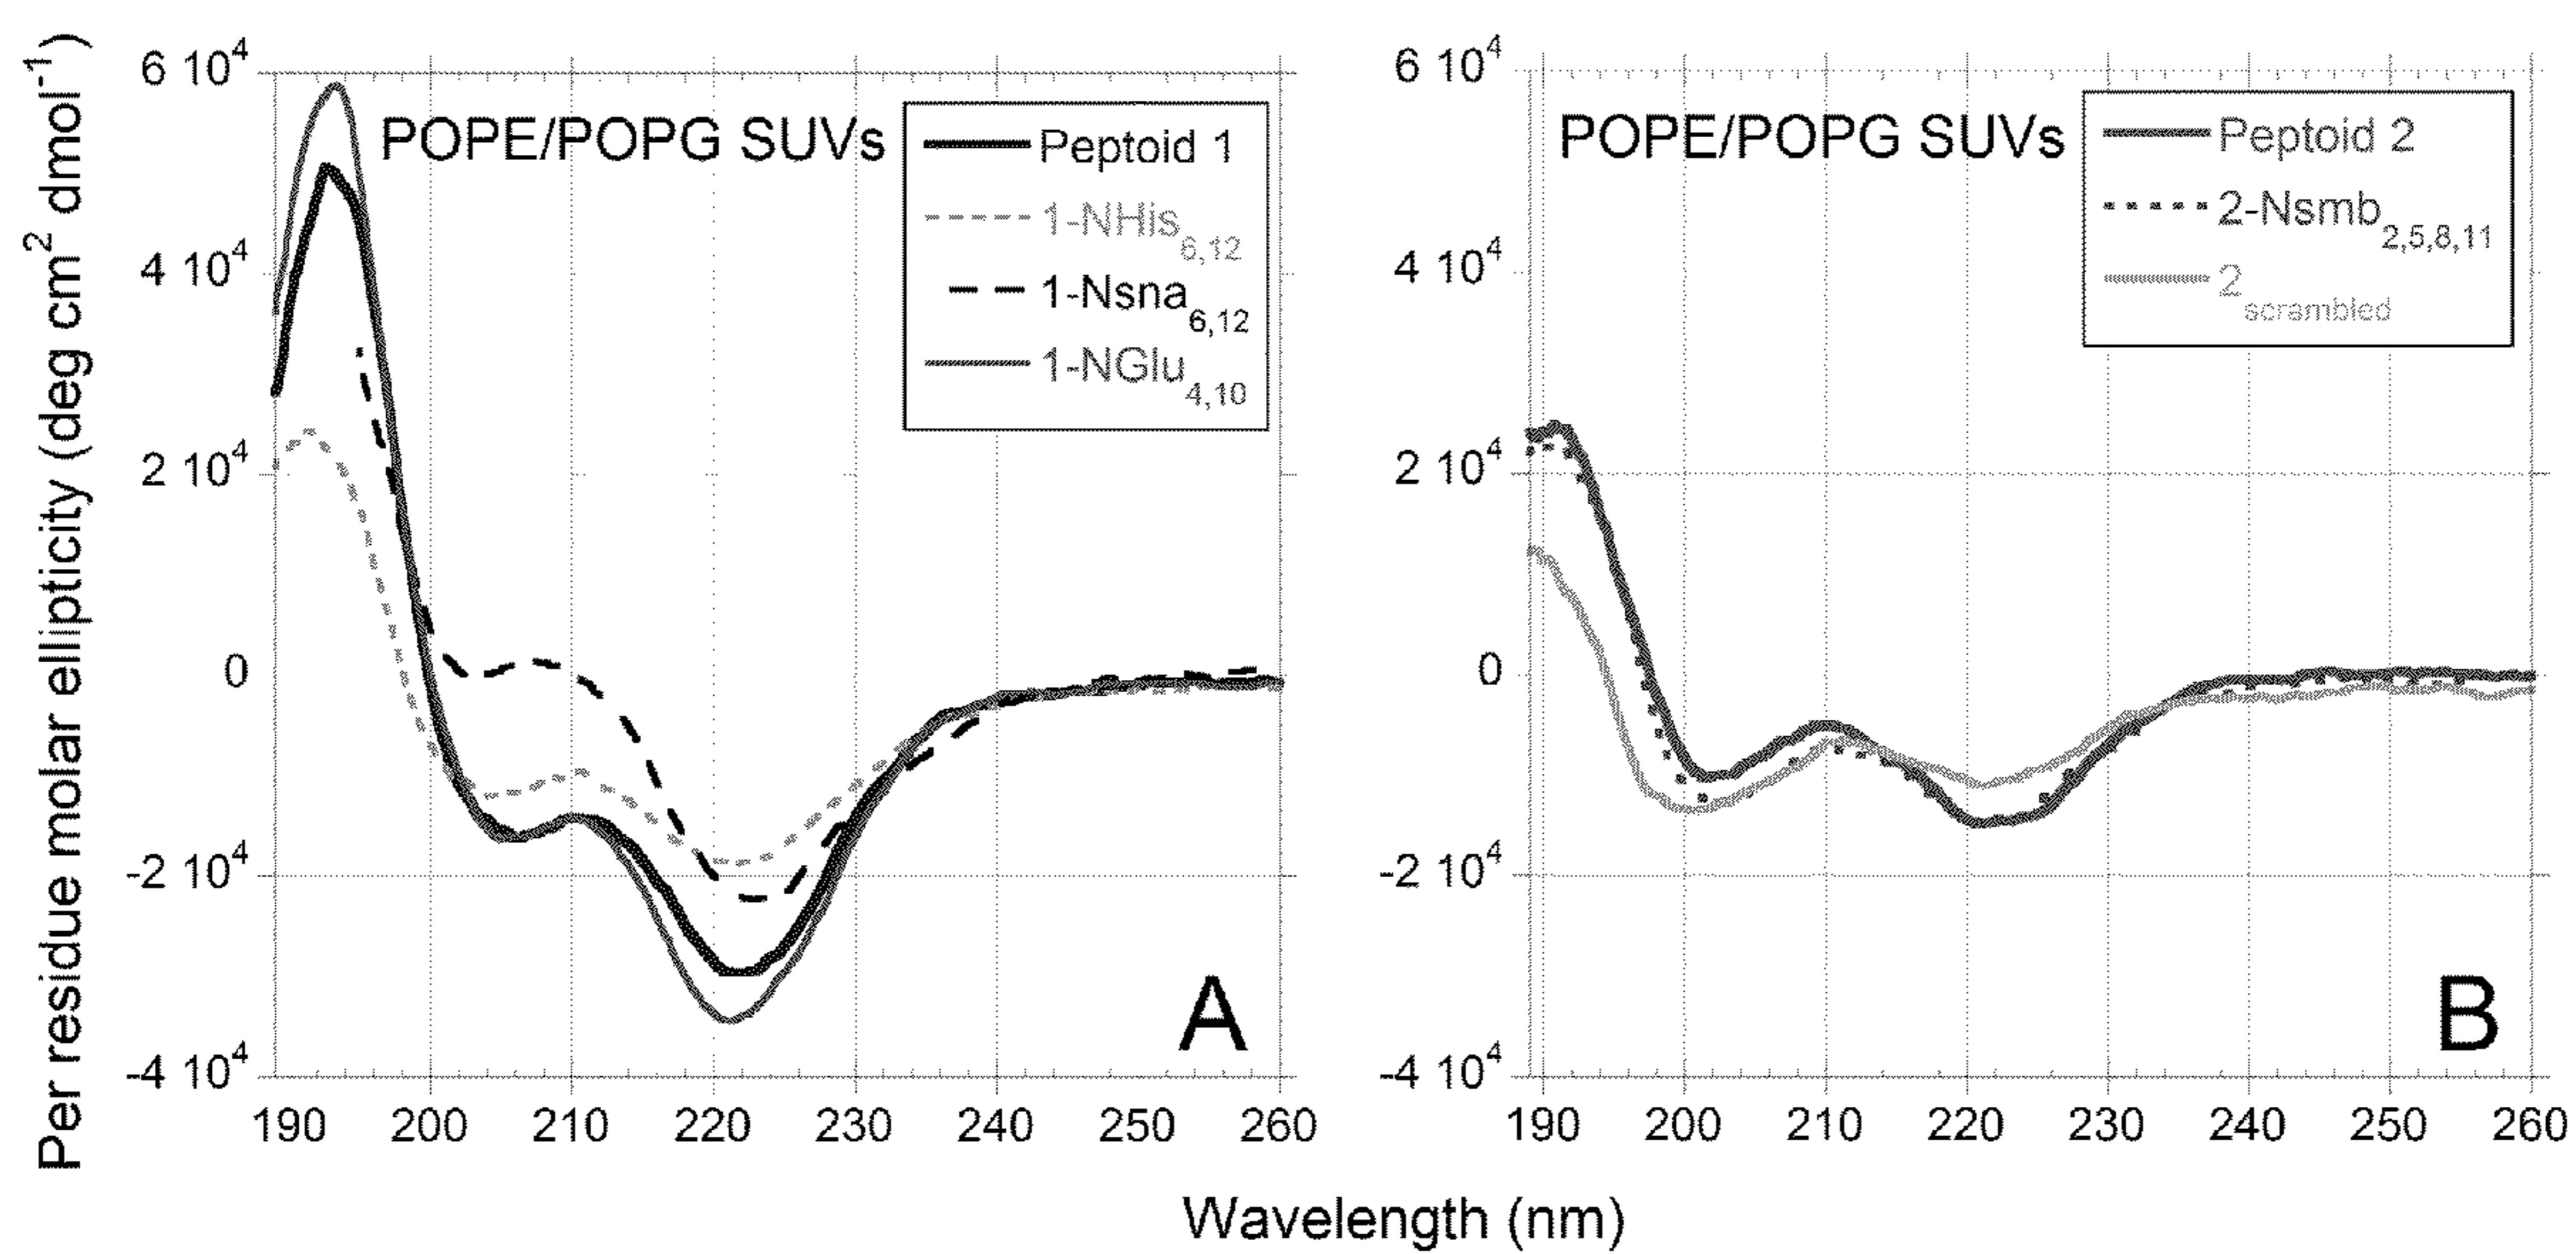 Per residue molar ellipticity (deg cm² dmol⁻¹)
6 10⁴
4 10⁴
2 10⁴
0
-2 10⁴
-4 10⁴
POPE/POPG SUVs
Peptoid 1
1-NHis6,12
1-Nsna6,12
1-NGlu4,10
A
190 200 210 220 230 240 250 260
6 10⁴
4 10⁴
2 10⁴
0
-2 10⁴
-4 10⁴
POPE/POPG SUVs
Peptoid 2
2-Nsmb2,5,8,11
2scrambled
B
190 200 210 220 230 240 250 260
Wavelength (nm)